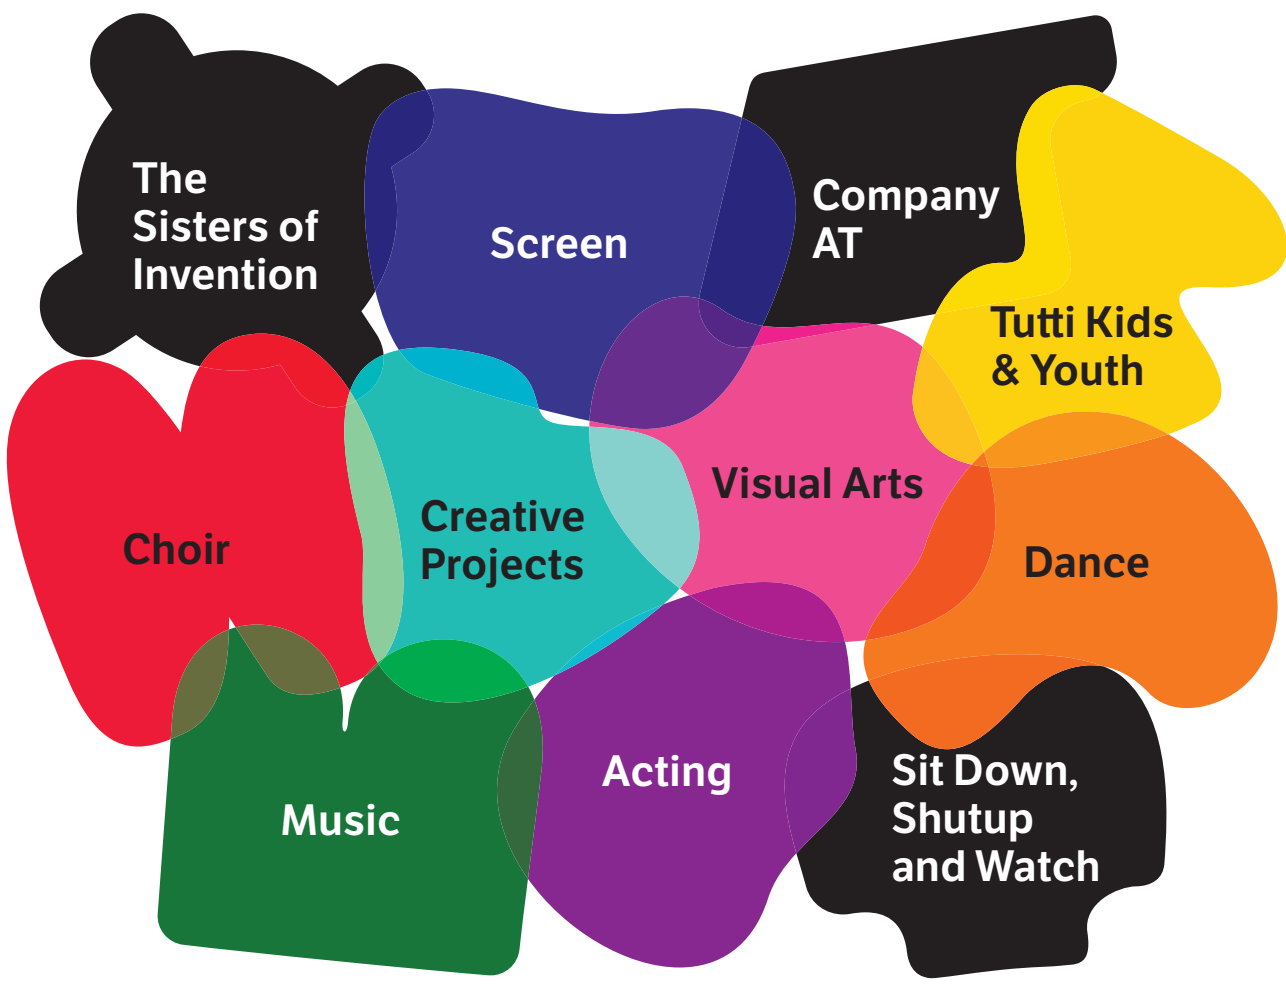 The
Sisters of
Invention
Screen
Company
AT
Tutti Kids
& Youth
Choir
Creative
Projects
Visual Arts
Dance
Music
Acting
Sit Down,
Shutup
and Watch